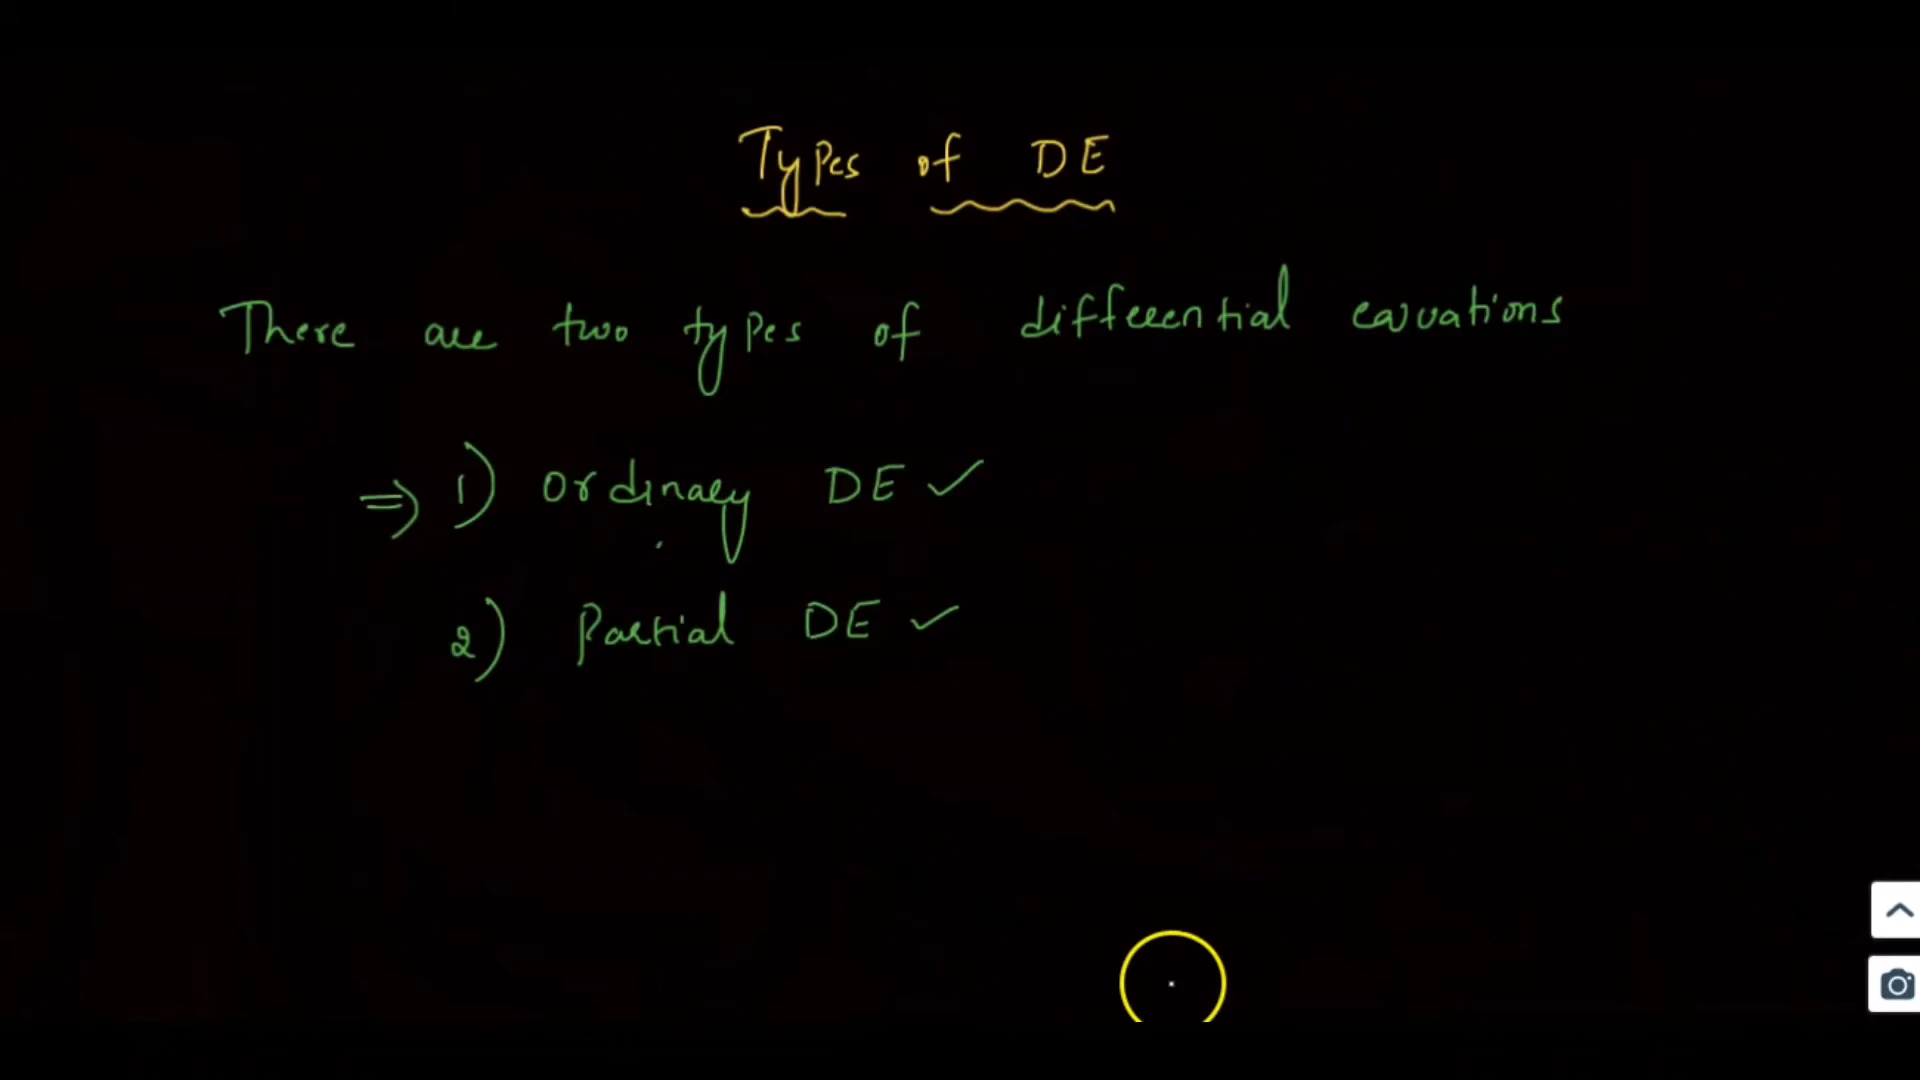 Types of DE
There are two types of differential equations
⇒ 1) Ordinary DE ✓
2) Partial DE ✓